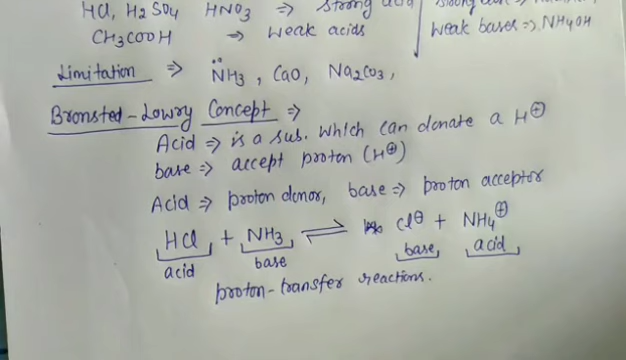 HCl, H2SO4 HNO3 => strong acid
CH3COOH => weak acids
weak bases => NH4OH
Limitation => N̈H3, CaO, Na2CO3,
Bronsted-Lowry Concept =>
Acid => is a sus. which can donate a H⊕
base => accept proton (H⊕)
Acid => proton donor, base => proton acceptor
HCl + NH3 ⇌ Cl⊖ + NH4⊕
acid base base acid
proton-transfer reactions.